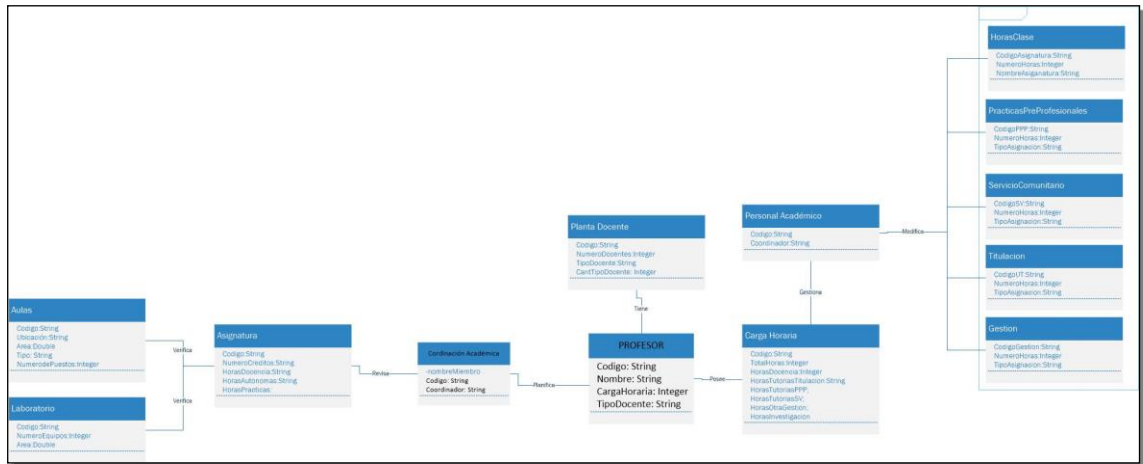 HorasClase
CodigoAsignatura:String
NumeroHoras:Integer
NombreAsiganatura:String
PracticasPreProfesionales
CodigoPPP:String
NumeroHoras:Integer
TipoAsignacion:String
ServicioComunitario
CodigoSV:String
NumeroHoras:Integer
TipoAsignacion:String
Titulacion
CodigoUT:String
NumeroHoras:Integer
TipoAsignacion:String
Gestion
CodigoGestion:String
NumeroHoras:Integer
TipoAsignacion:String
Modifica
Personal Académico
Codigo:String
Coordinador:String
Gestiona
Planta Docente
Codigo:String
NumeroDocentes:Integer
TipoDocente:String
CantTipoDocente: Integer
Tiene
Aulas
Codigo:String
Ubicación:String
Area:Double
Tipo: String
NumerodePuestos:Integer
Verifica
Laboratorio
Codigo:String
NumeroEquipos:Integer
Area:Double
Verifica
Asignatura
Codigo:String
NumeroCreditos:String
HorasDocencia:String
HorasAutonomas:String
HorasPracticas:
Revisa
Cordinación Académica
-nombreMiembro
Codigo: String
Coordinador: String
Planifica
PROFESOR
Codigo: String
Nombre: String
CargaHoraria: Integer
TipoDocente: String
Posee
Carga Horaria
Codigo:String
TotalHoras:Integer
HorasDocencia:Integer
HorasTutoriasTitulacion:String
HorasTutoriasPPP;
HorasTutoriasSV;
HorasOtraGestion;
HorasInvestigacion